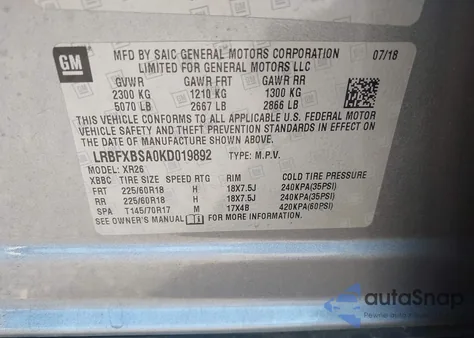 GM
MFD BY SAIC GENERAL MOTORS CORPORATION 07/18
LIMITED FOR GENERAL MOTORS LLC
GVWR GAWR FRT GAWR RR
2300 KG 1210 KG 1300 KG
5070 LB 2667 LB 2866 LB
THIS VEHICLE CONFORMS TO ALL APPLICABLE U.S.
FEDERAL MOTOR VEHICLE SAFETY, BUMPER, AND THEFT
PREVENTION STANDARDS IN EFFECT ON THE DATE OF
MANUFACTURE SHOWN ABOVE.
LRBFXBSA0KD019892 TYPE: M.P.V.
MODEL: XR26
XBBC TIRE SIZE SPEED RTG RIM COLD TIRE PRESSURE
FRT 225/60R18 H 18X7.5J 240KPA(35PSI)
RR 225/60R18 H 18X7.5J 240KPA(35PSI)
SPA T145/70R17 M 17X4B 420KPA(60PSI)
SEE OWNER'S MANUAL FOR MORE INFORMATION.
autoSnap